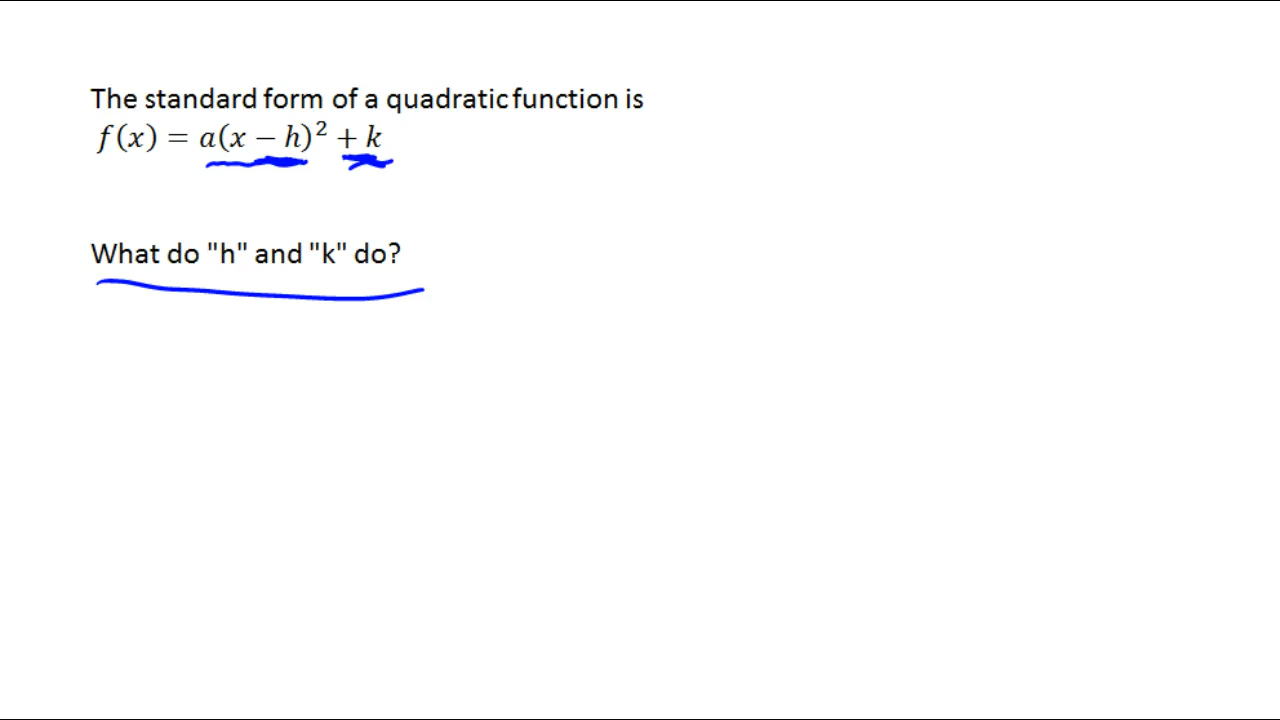 The standard form of a quadratic function is
f(x) = a(x − h)² + k
What do "h" and "k" do?